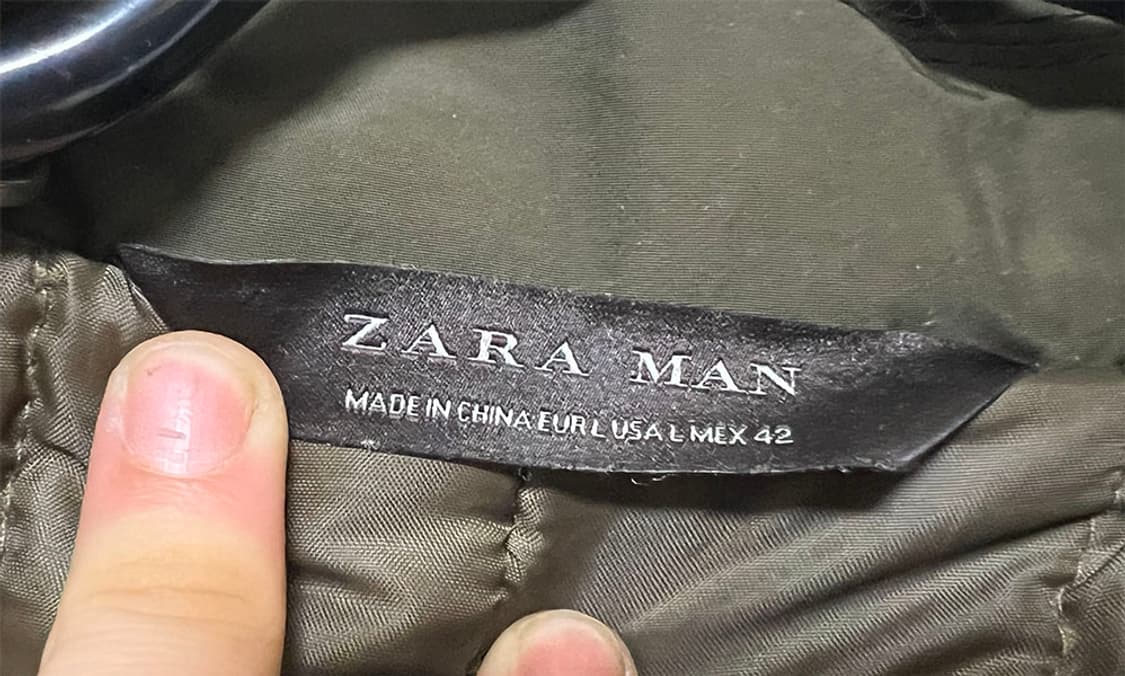 ZARA MAN
MADE IN CHINA EUR L USA L MEX 42